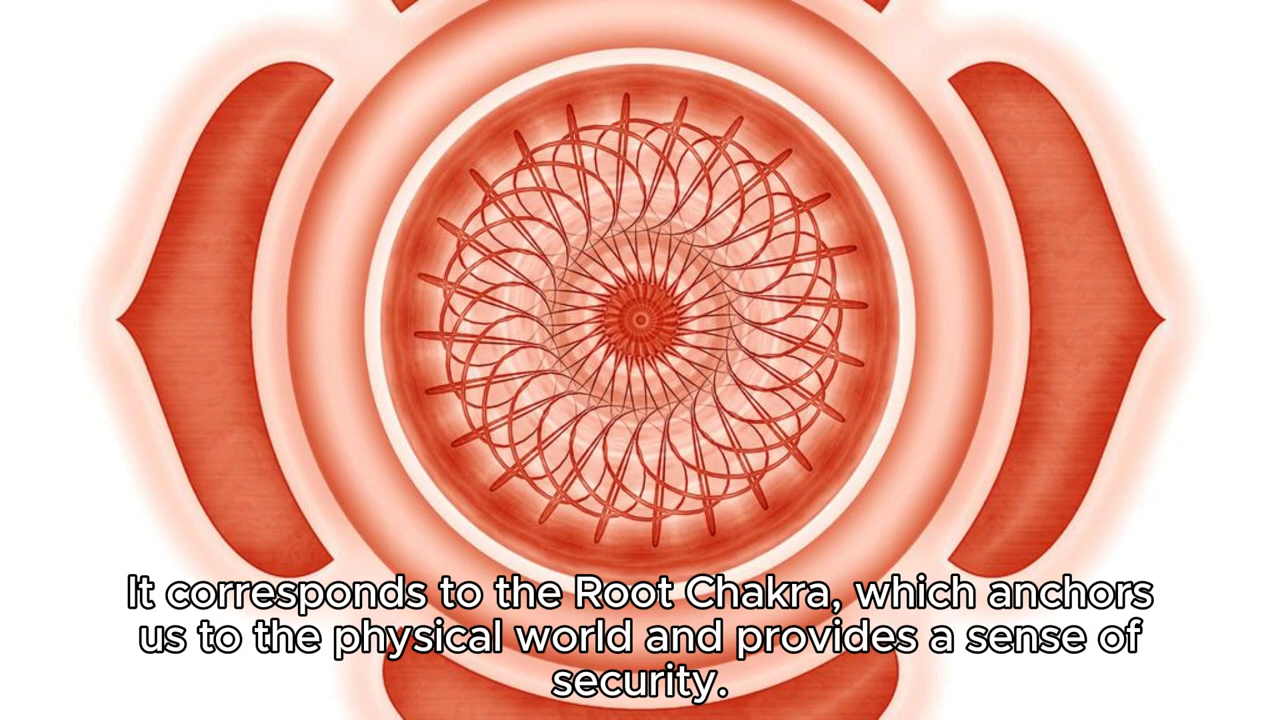 It corresponds to the Root Chakra, which anchors
us to the physical world and provides a sense of
security.